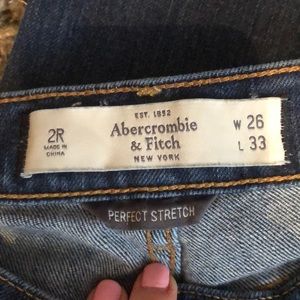 EST. 1892
2R
MADE IN
CHINA
Abercrombie
& Fitch
NEW YORK
W 26
L 33
PERFECT STRETCH